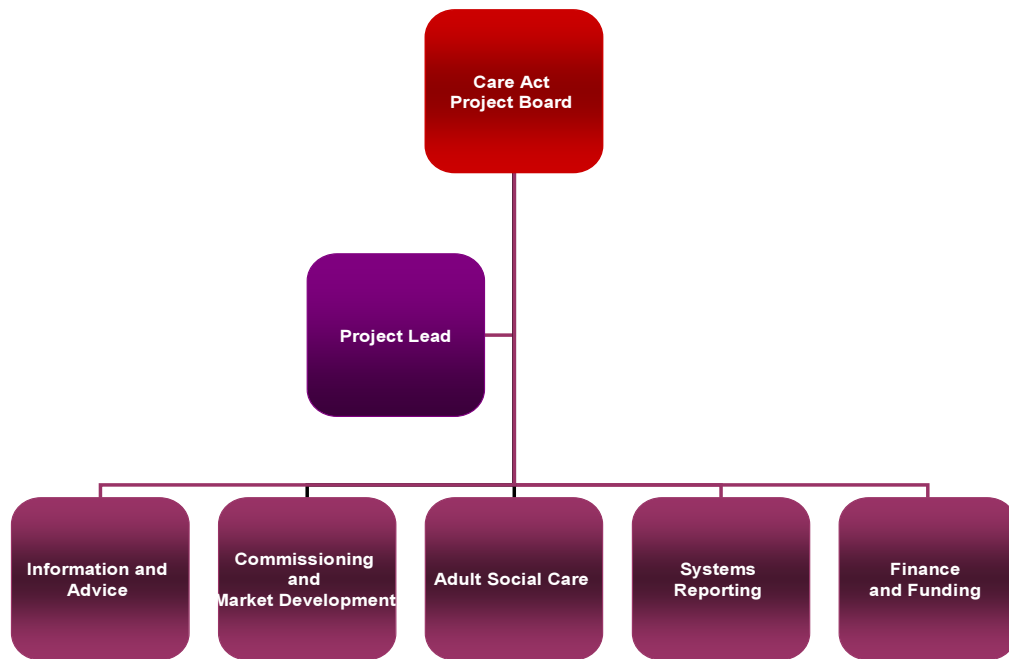 Care Act
Project Board
Project Lead
Information and
Advice
Commissioning
and
Market Development
Adult Social Care
Systems
Reporting
Finance
and Funding